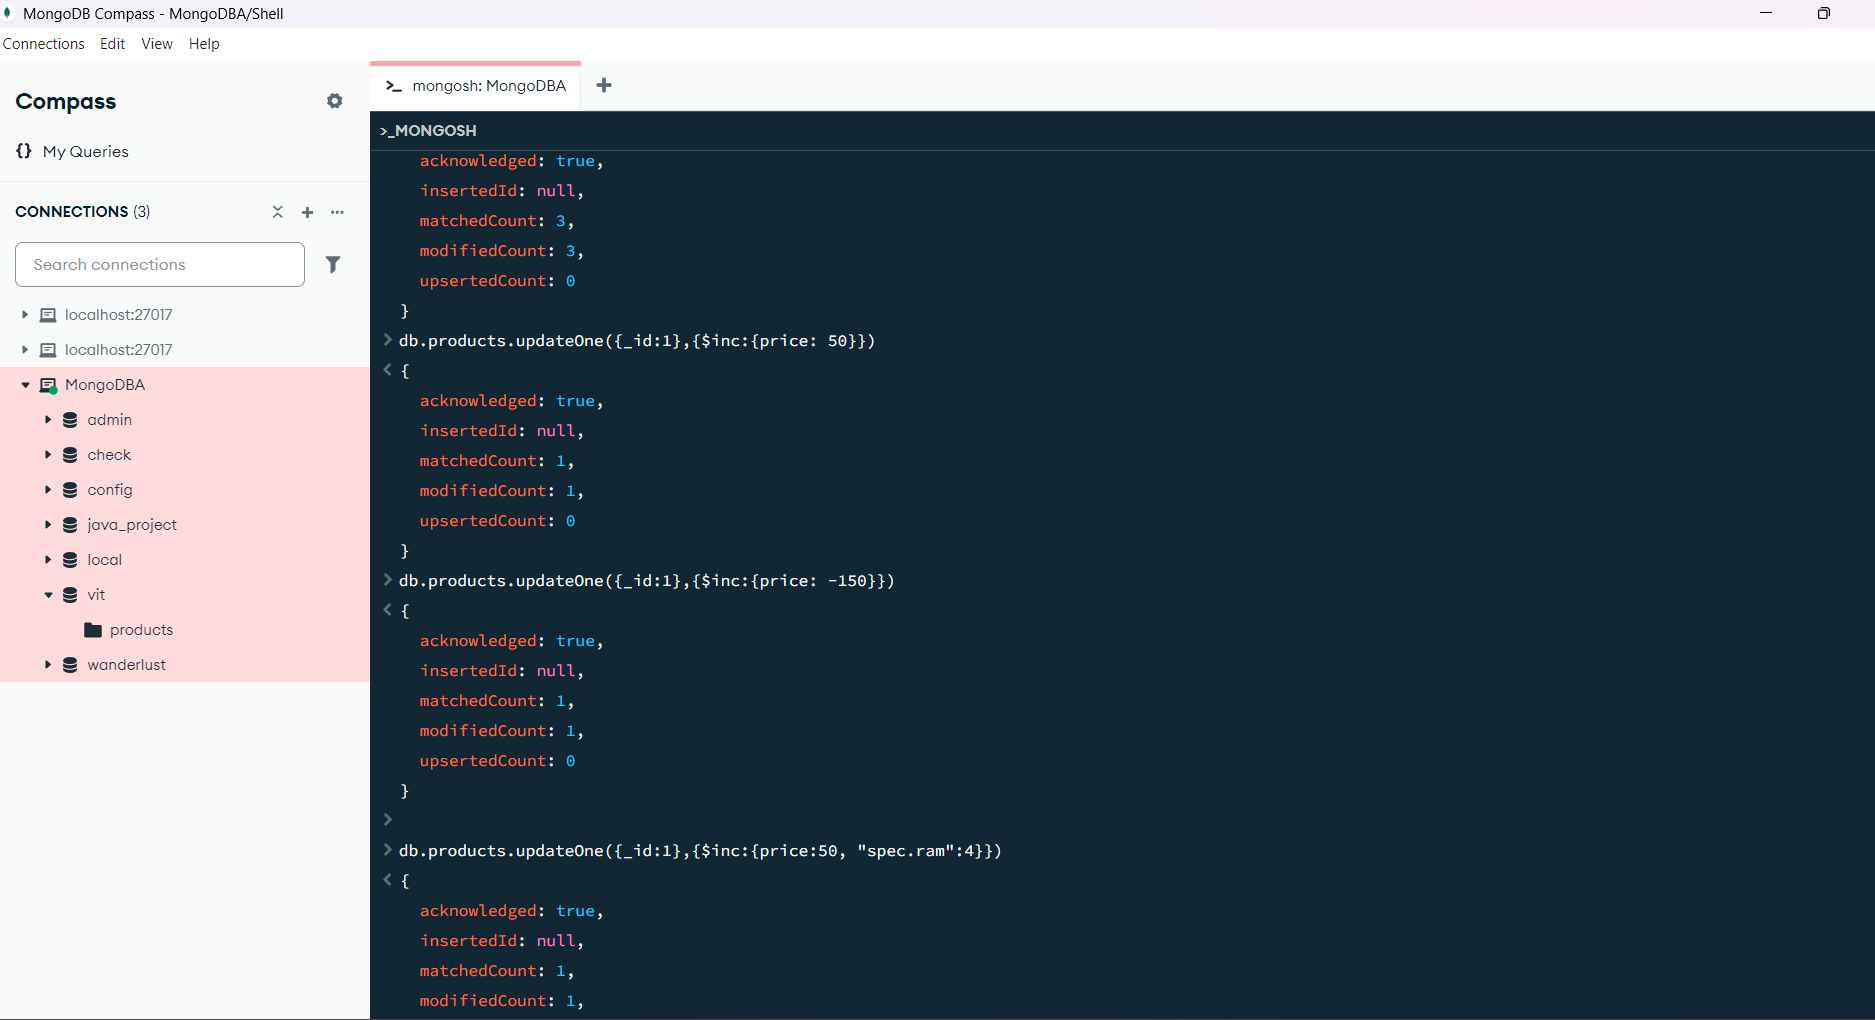 MongoDB Compass - MongoDBA/Shell
Connections Edit View Help
Compass
{} My Queries
CONNECTIONS (3)
Search connections
localhost:27017
localhost:27017
MongoDBA
admin
check
config
java_project
local
vit
products
wanderlust
>_ mongosh: MongoDBA +
>_MONGOSH
acknowledged: true,
insertedId: null,
matchedCount: 3,
modifiedCount: 3,
upsertedCount: 0
}
> db.products.updateOne({_id:1},{$inc:{price: 50}})
< {
acknowledged: true,
insertedId: null,
matchedCount: 1,
modifiedCount: 1,
upsertedCount: 0
}
> db.products.updateOne({_id:1},{$inc:{price: -150}})
< {
acknowledged: true,
insertedId: null,
matchedCount: 1,
modifiedCount: 1,
upsertedCount: 0
}
>
> db.products.updateOne({_id:1},{$inc:{price:50, "spec.ram":4}})
< {
acknowledged: true,
insertedId: null,
matchedCount: 1,
modifiedCount: 1,